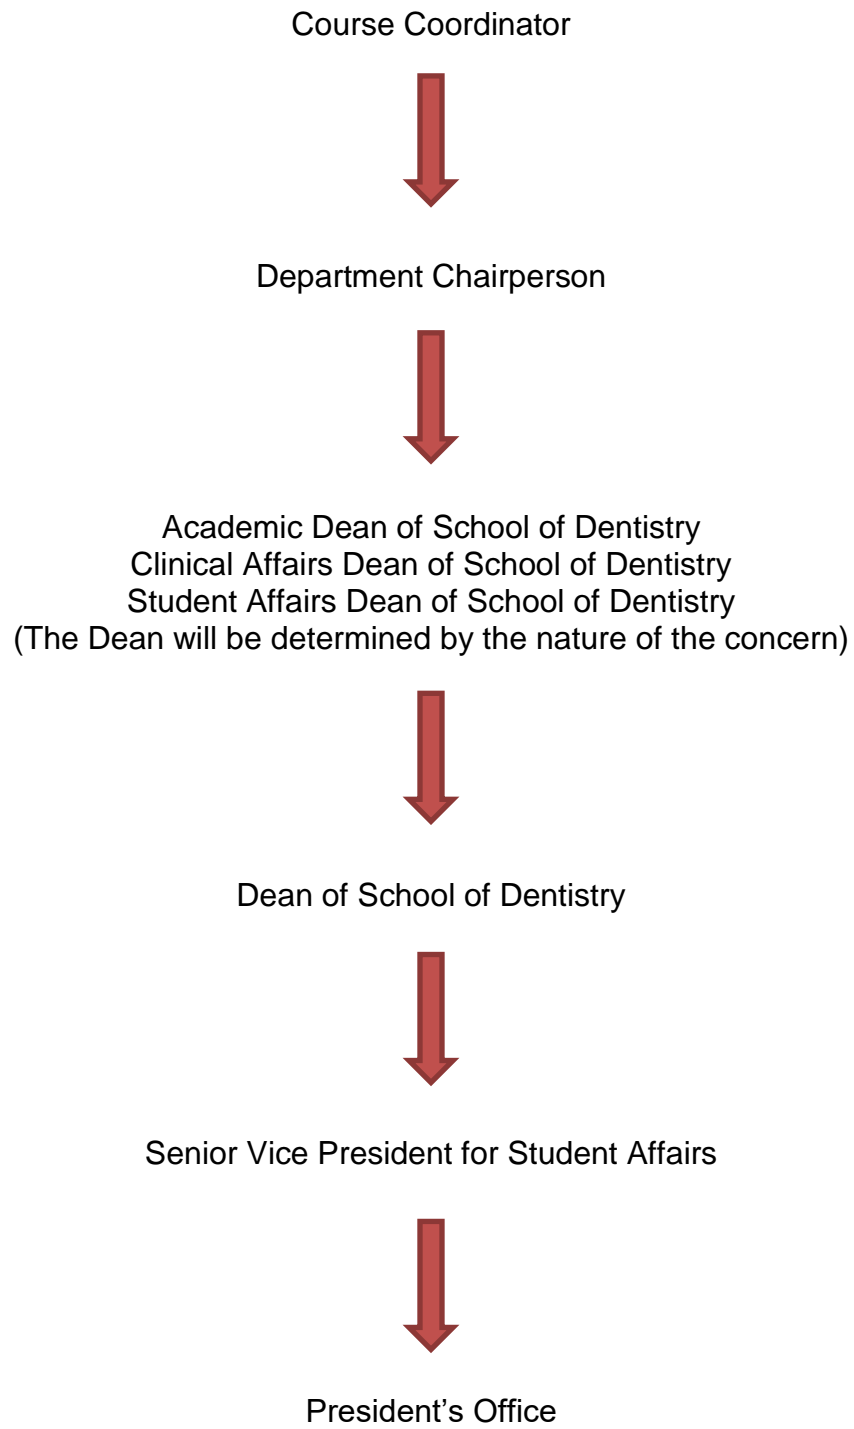 Course Coordinator
Department Chairperson
Academic Dean of School of Dentistry
Clinical Affairs Dean of School of Dentistry
Student Affairs Dean of School of Dentistry
(The Dean will be determined by the nature of the concern)
Dean of School of Dentistry
Senior Vice President for Student Affairs
President’s Office